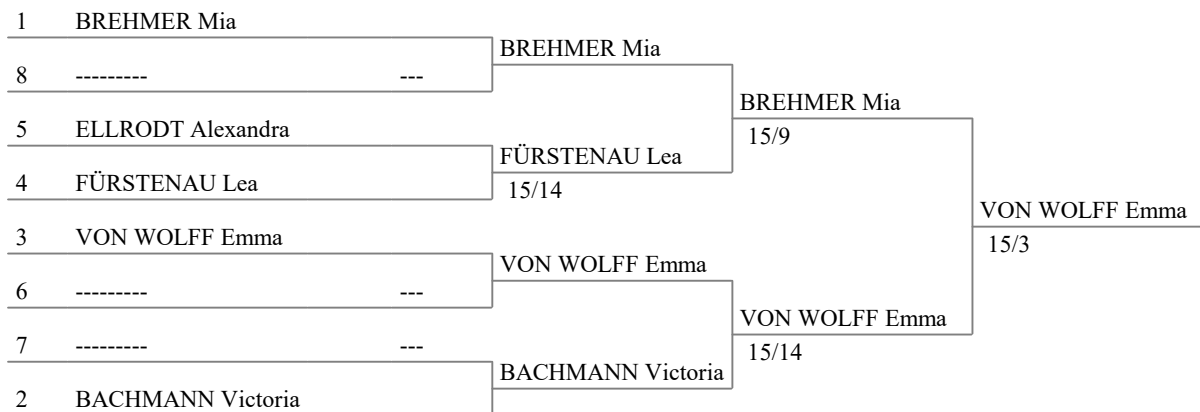 1 BREHMER Mia
BREHMER Mia
8 --------- ---
BREHMER Mia
5 ELLRODT Alexandra
15/9
FÜRSTENAU Lea
4 FÜRSTENAU Lea
15/14
VON WOLFF Emma
3 VON WOLFF Emma
15/3
VON WOLFF Emma
6 --------- ---
VON WOLFF Emma
7 --------- ---
15/14
BACHMANN Victoria
2 BACHMANN Victoria